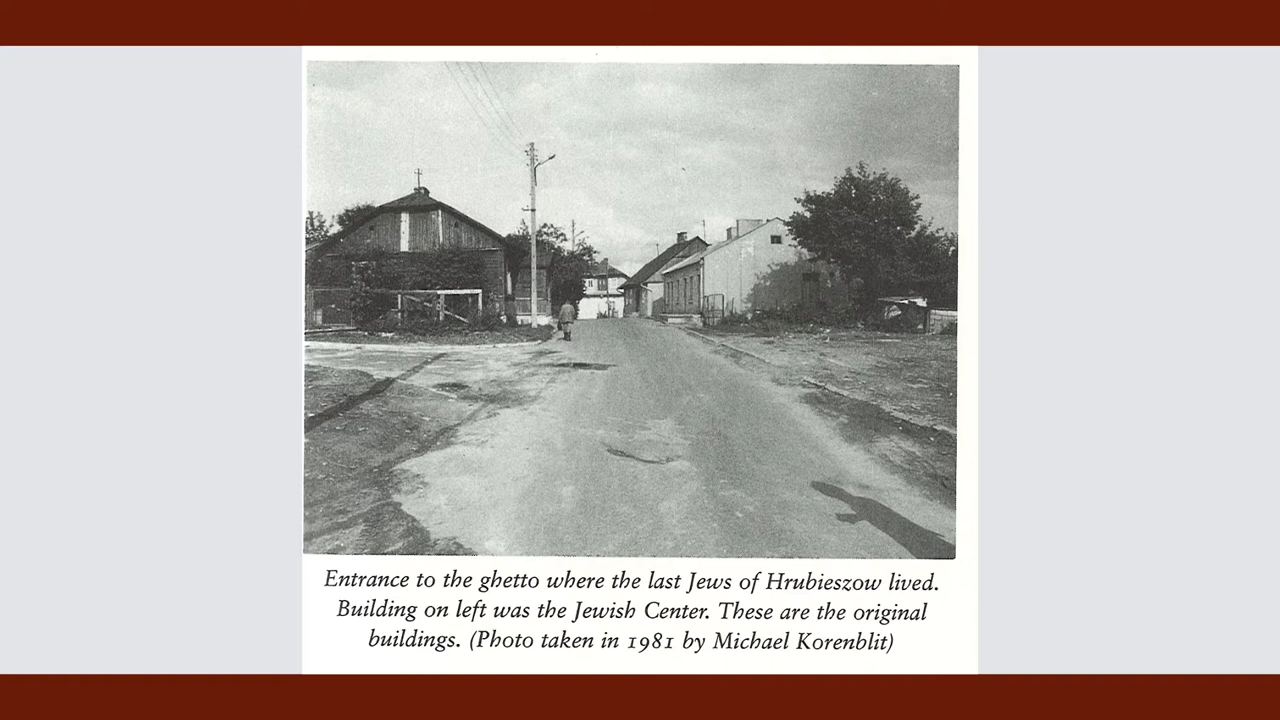 Entrance to the ghetto where the last Jews of Hrubieszow lived.
Building on left was the Jewish Center. These are the original
buildings. (Photo taken in 1981 by Michael Korenblit)